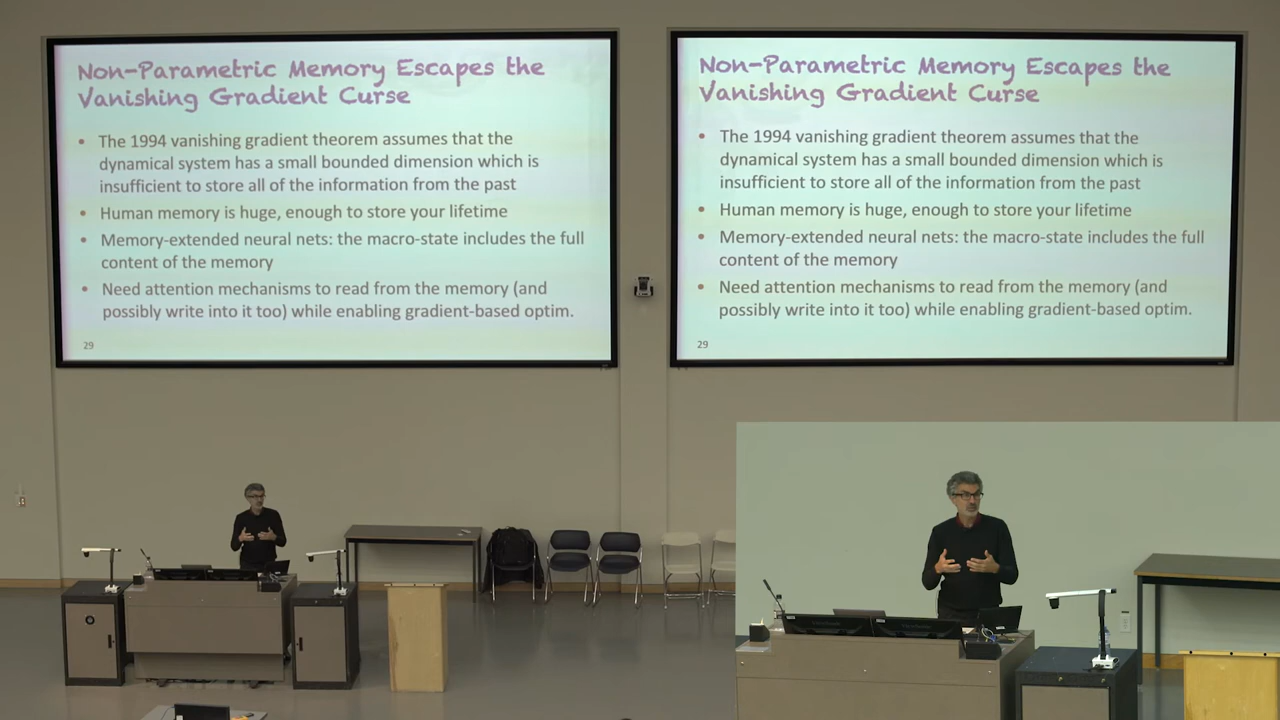 Non-Parametric Memory Escapes the
Vanishing Gradient Curse
• The 1994 vanishing gradient theorem assumes that the
dynamical system has a small bounded dimension which is
insufficient to store all of the information from the past
• Human memory is huge, enough to store your lifetime
• Memory-extended neural nets: the macro-state includes the full
content of the memory
• Need attention mechanisms to read from the memory (and
possibly write into it too) while enabling gradient-based optim.
29
Non-Parametric Memory Escapes the
Vanishing Gradient Curse
• The 1994 vanishing gradient theorem assumes that the
dynamical system has a small bounded dimension which is
insufficient to store all of the information from the past
• Human memory is huge, enough to store your lifetime
• Memory-extended neural nets: the macro-state includes the full
content of the memory
• Need attention mechanisms to read from the memory (and
possibly write into it too) while enabling gradient-based optim.
29